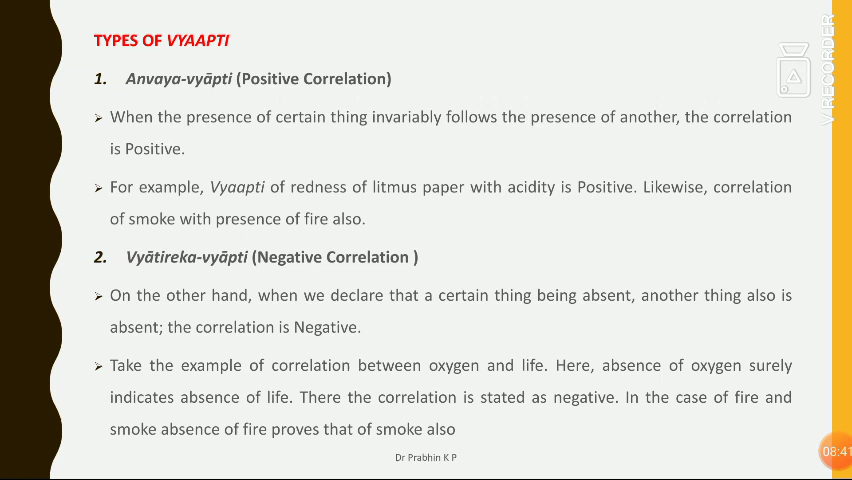 TYPES OF VYAAPTI
1. Anvaya-vyāpti (Positive Correlation)
➢ When the presence of certain thing invariably follows the presence of another, the correlation
is Positive.
➢ For example, Vyaapti of redness of litmus paper with acidity is Positive. Likewise, correlation
of smoke with presence of fire also.
2. Vyātireka-vyāpti (Negative Correlation )
➢ On the other hand, when we declare that a certain thing being absent, another thing also is
absent; the correlation is Negative.
➢ Take the example of correlation between oxygen and life. Here, absence of oxygen surely
indicates absence of life. There the correlation is stated as negative. In the case of fire and
smoke absence of fire proves that of smoke also
Dr Prabhin K P
V RECORDER
08:41